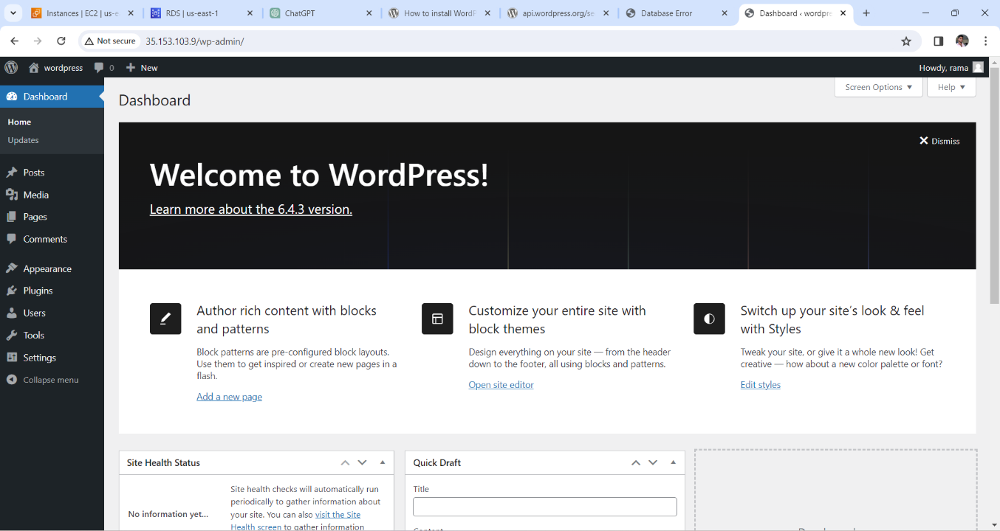 Instances | EC2 | us-e
RDS | us-east-1
ChatGPT
How to install WordP
api.wordpress.org/se
Database Error
Dashboard ‹ wordpre
Not secure
35.153.103.9/wp-admin/
wordpress
0
New
Howdy, rama
Dashboard
Home
Updates
Posts
Media
Pages
Comments
Appearance
Plugins
Users
Tools
Settings
Collapse menu
Screen Options
Help
Dashboard
Dismiss
Welcome to WordPress!
Learn more about the 6.4.3 version.
Author rich content with blocks
and patterns
Block patterns are pre-configured block layouts.
Use them to get inspired or create new pages in a
flash.
Add a new page
Customize your entire site with
block themes
Design everything on your site — from the header
down to the footer, all using blocks and patterns.
Open site editor
Switch up your site’s look & feel
with Styles
Tweak your site, or give it a whole new look! Get
creative — how about a new color palette or font?
Edit styles
Site Health Status
No information yet...
Site health checks will automatically run
periodically to gather information about
your site. You can also visit the Site
Health screen to gather information
Quick Draft
Title